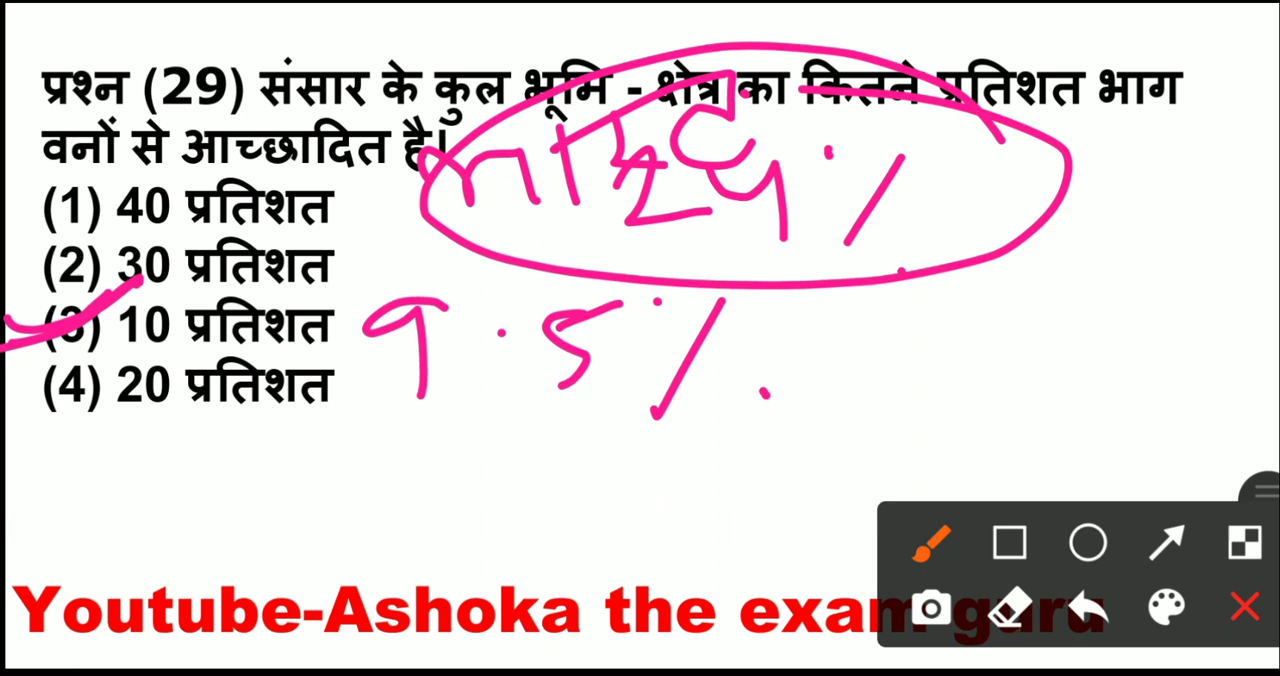 प्रश्न (29) संसार के कुल भूमि - क्षेत्र का कितने प्रतिशत भाग
वनों से आच्छादित है।
(1) 40 प्रतिशत
(2) 30 प्रतिशत
(3) 10 प्रतिशत
9.5%.
(4) 20 प्रतिशत
Youtube-Ashoka the exam guru